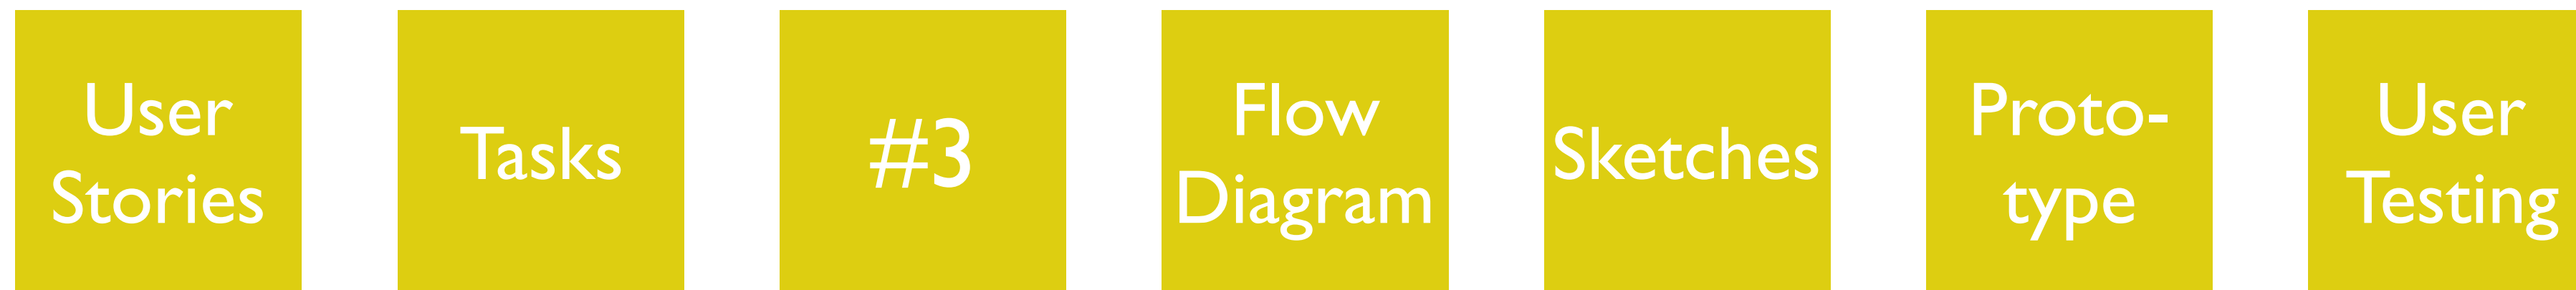 User
Stories
Tasks
#3
Flow
Diagram
Sketches
Proto-
type
User
Testing